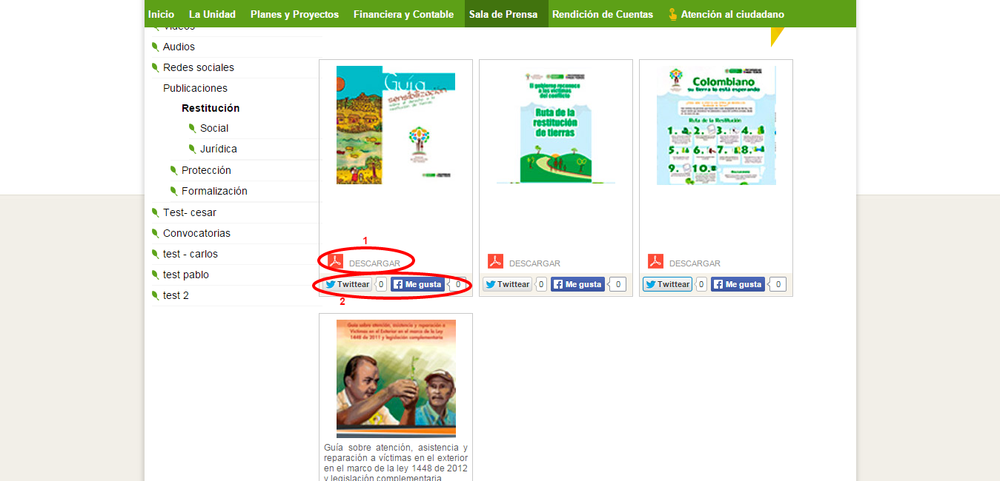 Inicio La Unidad Planes y Proyectos Financiera y Contable Sala de Prensa Rendición de Cuentas Atención al ciudadano
Videos
Audios
Redes sociales
Publicaciones
Restitución
Social
Jurídica
Protección
Formalización
Test- cesar
Convocatorias
test - carlos
test pablo
test 2
Guía
sensibilización
sobre el derecho a la
restitución de tierras
1
DESCARGAR
Twittear 0 Me gusta 0
2
El gobierno reconoce
a las víctimas
del conflicto
Ruta de la
restitución
de tierras
DESCARGAR
Twittear 0 Me gusta 0
Colombiano
su tierra lo está esperando
Ruta de la Restitución
1. 2. 3. 4.
5. 6. 7. 8.
9. 10.
DESCARGAR
Twittear 0 Me gusta 0
Guía sobre atención, asistencia y reparación a
Víctimas en el Exterior en el marco de la Ley
1448 de 2011 y legislación complementaria
Guía sobre atención, asistencia y
reparación a víctimas en el exterior
en el marco de la ley 1448 de 2012
y legislación complementaria